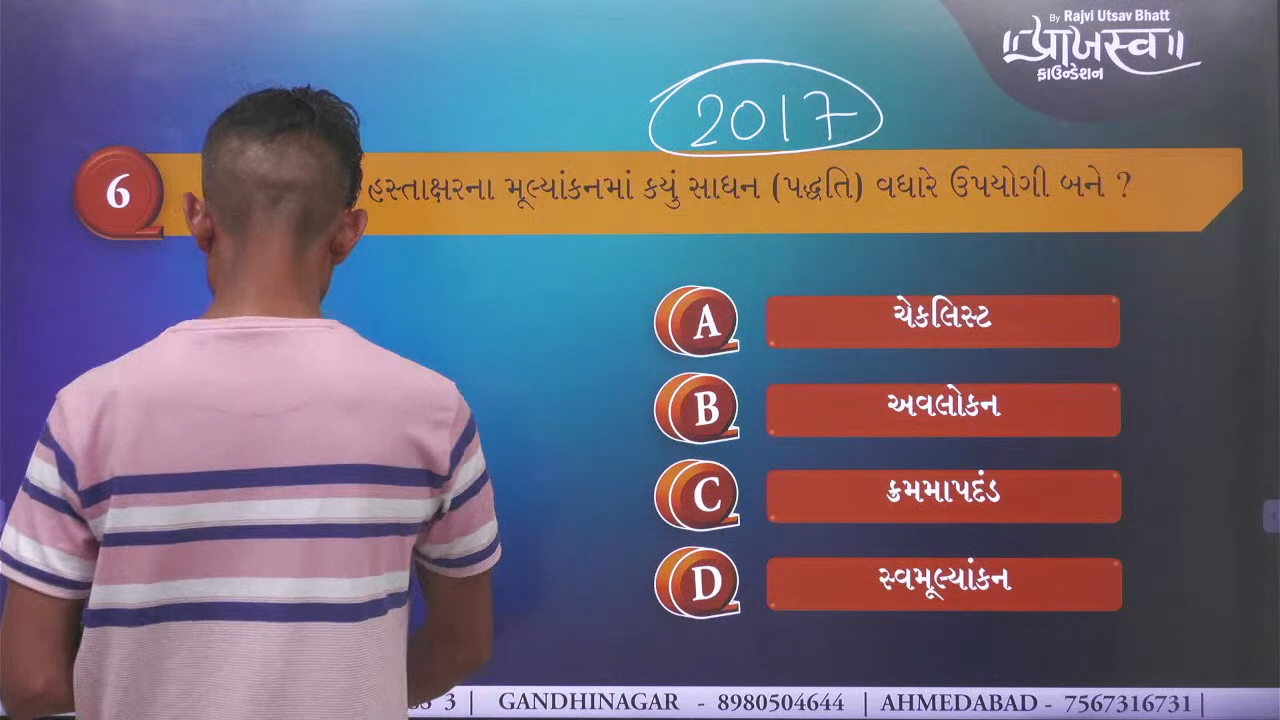 By Rajvi Utsav Bhatt
॥પ્રાખસ્વ॥
ફાઉન્ડેશન
2017
6 હસ્તાક્ષરના મૂલ્યાંકનમાં કયું સાધન (પદ્ધતિ) વધારે ઉપયોગી બને ?
A ચેકલિસ્ટ
B અવલોકન
C ક્રમમાપદંડ
D સ્વમૂલ્યાંકન
3 | GANDHINAGAR - 8980504644 | AHMEDABAD - 7567316731 |